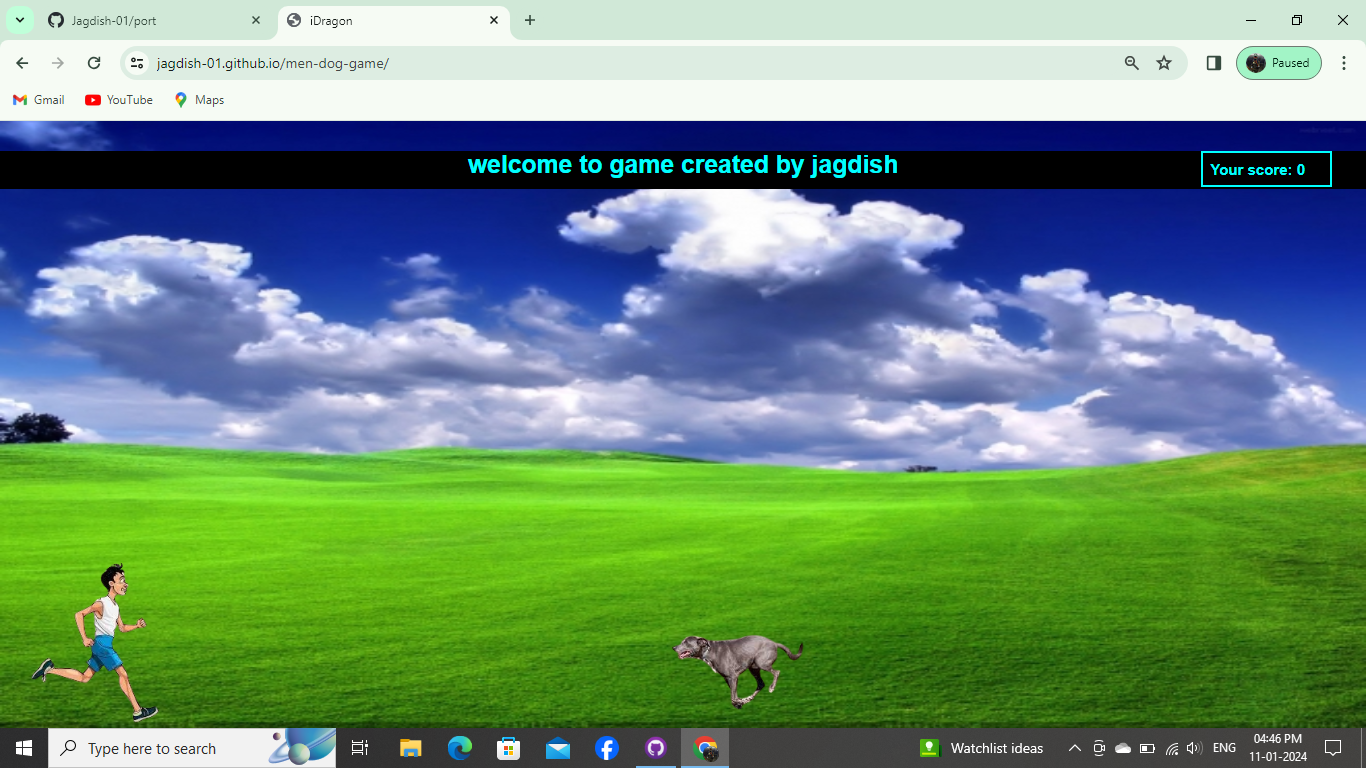 Jagdish-01/port
iDragon
jagdish-01.github.io/men-dog-game/
Paused
Gmail
YouTube
Maps
welcome to game created by jagdish
Your score: 0
Type here to search
Watchlist ideas
ENG
04:46 PM
11-01-2024